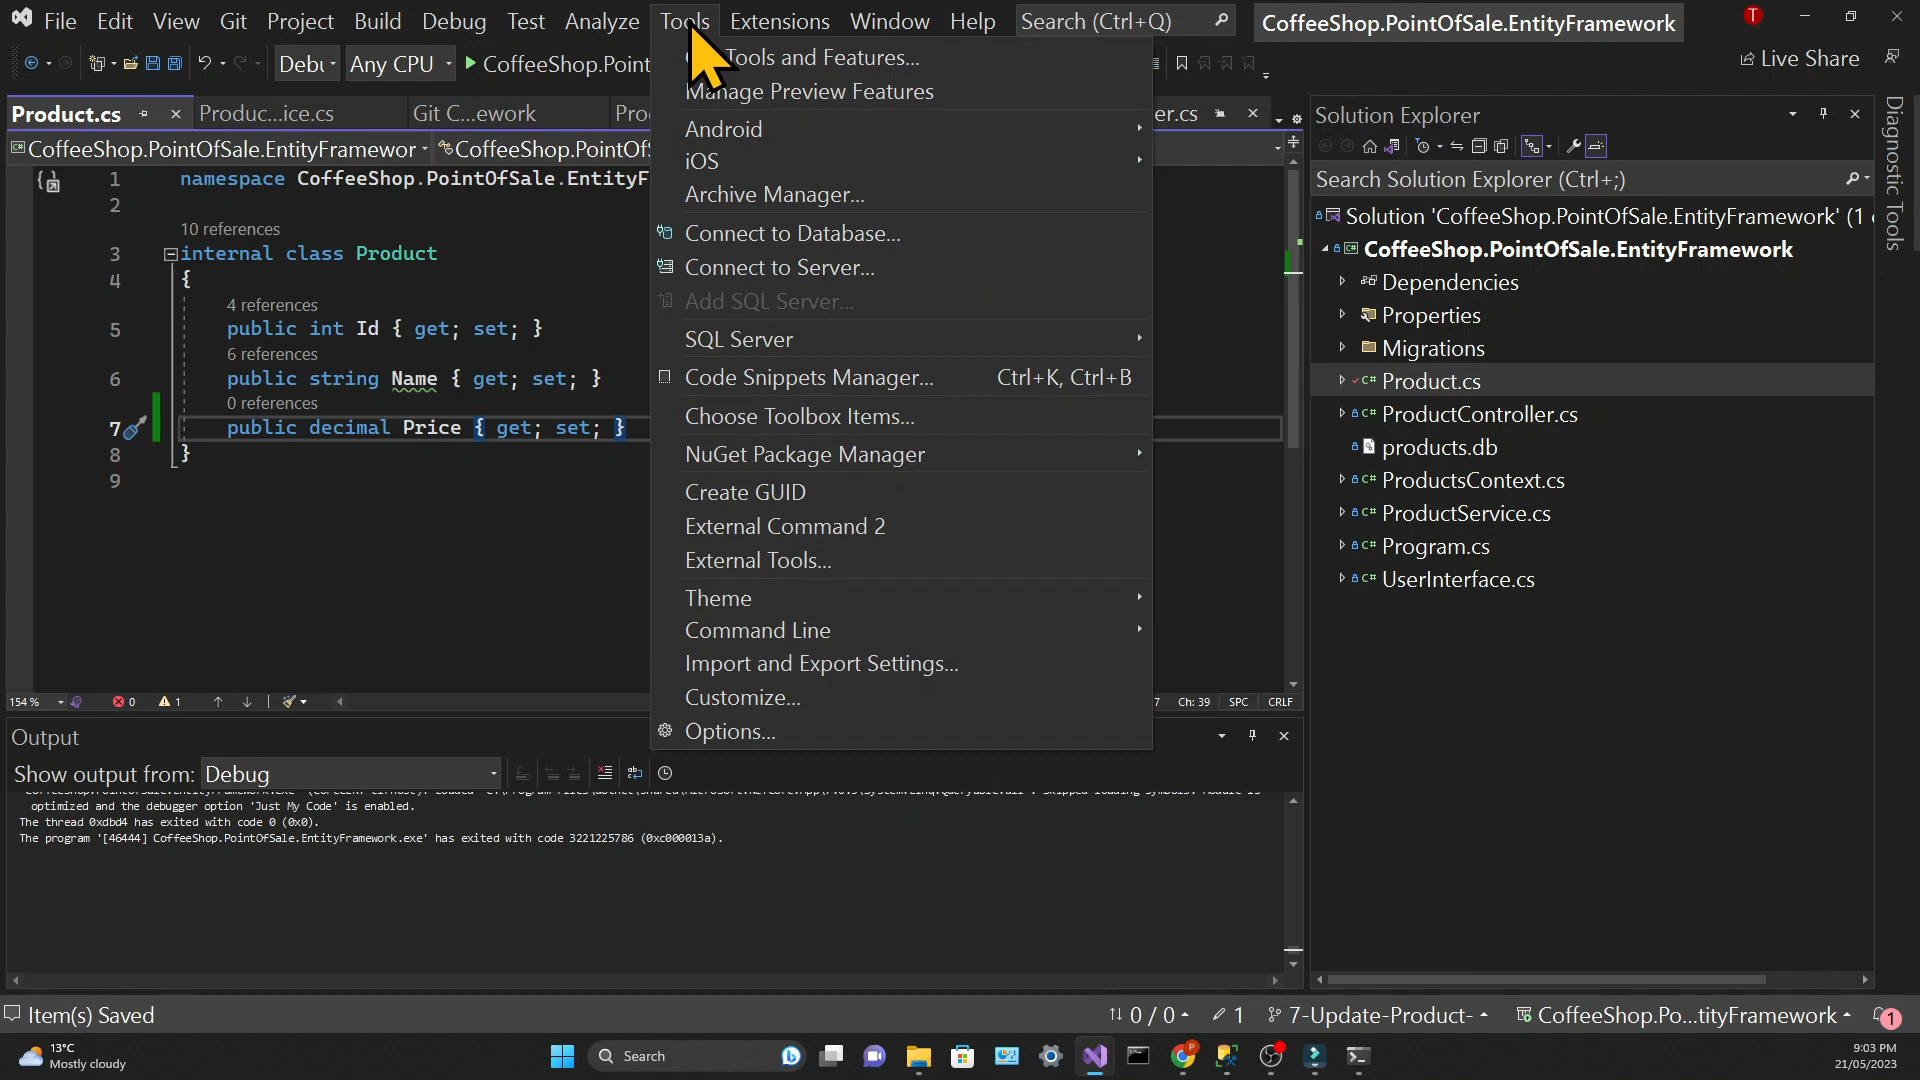 File Edit View Git Project Build Debug Test Analyze Tools Extensions Window Help Search (Ctrl+Q) CoffeeShop.PointOfSale.EntityFramework T
Any CPU CoffeeShop.Point Live Share
Product.cs Produc...ice.cs Git C...ework Pro er.cs
CoffeeShop.PointOfSale.EntityFramewor CoffeeShop.PointOfS
1 namespace CoffeeShop.PointOfSale.EntityF
2
10 references
3 internal class Product
4 {
4 references
5 public int Id { get; set; }
6 references
6 public string Name { get; set; }
0 references
7 public decimal Price { get; set; }
8 }
9
Tools and Features...
Manage Preview Features
Android
iOS
Archive Manager...
Connect to Database...
Connect to Server...
Add SQL Server...
SQL Server
Code Snippets Manager... Ctrl+K, Ctrl+B
Choose Toolbox Items...
NuGet Package Manager
Create GUID
External Command 2
External Tools...
Theme
Command Line
Import and Export Settings...
Customize...
Options...
Solution Explorer
Search Solution Explorer (Ctrl+;)
Solution 'CoffeeShop.PointOfSale.EntityFramework' (1
CoffeeShop.PointOfSale.EntityFramework
Dependencies
Properties
Migrations
C# Product.cs
C# ProductController.cs
products.db
C# ProductsContext.cs
C# ProductService.cs
C# Program.cs
C# UserInterface.cs
Diagnostic Tools
154 % 0 1 7 Ch: 39 SPC CRLF
Output
Show output from: Debug
optimized and the debugger option 'Just My Code' is enabled.
The thread 0xdbd4 has exited with code 0 (0x0).
The program '[46444] CoffeeShop.PointOfSale.EntityFramework.exe' has exited with code 3221225786 (0xc000013a).
Item(s) Saved 0 / 0 1 7-Update-Product- CoffeeShop.Po...tityFramework 1
13°C
Mostly cloudy
Search
9:03 PM
21/05/2023